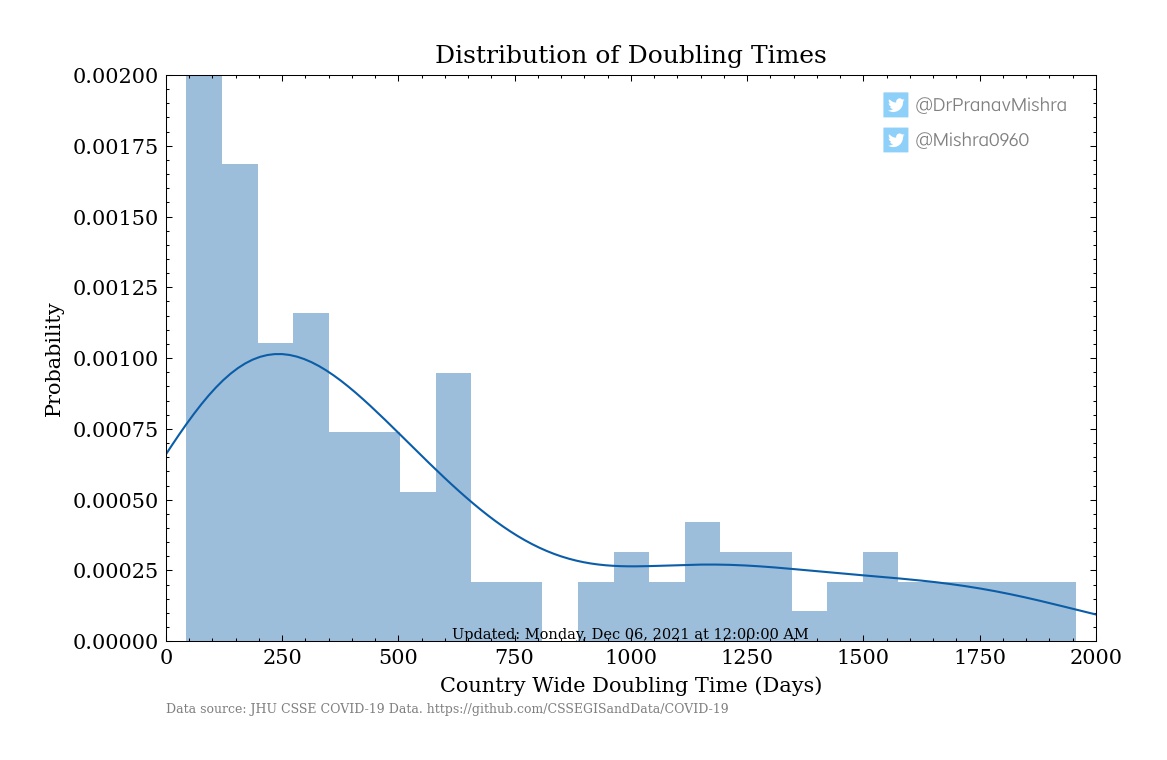 Distribution of Doubling Times
@DrPranavMishra
@Mishra0960
0.00200
0.00175
0.00150
0.00125
0.00100
0.00075
0.00050
0.00025
0.00000
Probability
Updated: Monday, Dec 06, 2021 at 12:00:00 AM
0 250 500 750 1000 1250 1500 1750 2000
Country Wide Doubling Time (Days)
Data source: JHU CSSE COVID-19 Data. https://github.com/CSSEGISandData/COVID-19